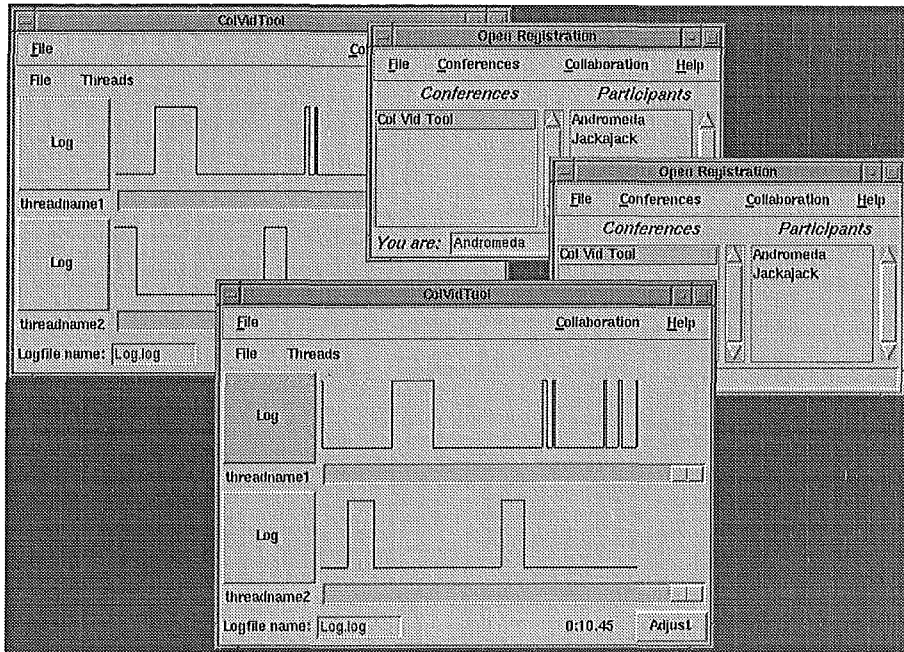 ColVidTool
File Co
File Threads
Log
threadname1
Log
threadname2
Logfile name: Log.log
Open Registration
File Conferences Collaboration Help
Conferences Participants
Col Vid Tool
Andromeda
Jackajack
You are: Andromeda
Open Registration
File Conferences Collaboration Help
Conferences Participants
Col Vid Tool
Andromeda
Jackajack
ColVidTool
File Collaboration Help
File Threads
Log
threadname1
Log
threadname2
Logfile name: Log.log 0:10.45 Adjust